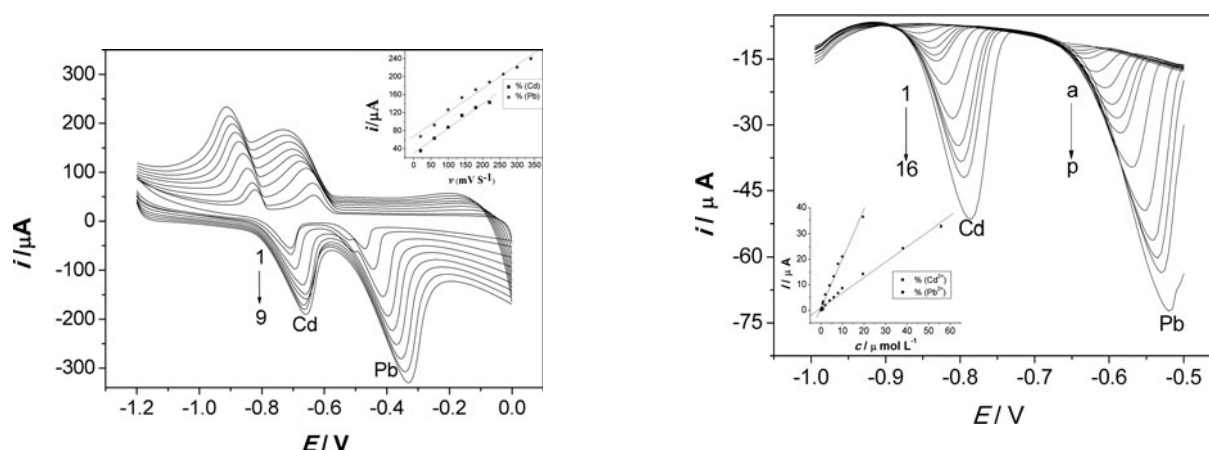 300
200
100
0
-100
-200
-300
i/µA
-1.2 -1.0 -0.8 -0.6 -0.4 -0.2 0.0
E/ V
1
9
Cd
Pb
240
200
160
120
80
40
i/µA
0 50 100 150 200 250 300 350
ν (mV S-1)
% (Cd)
% (Pb)
-15
-30
-45
-60
-75
i / µ A
-1.0 -0.9 -0.8 -0.7 -0.6 -0.5
E / V
1
16
a
p
Cd
Pb
40
30
20
10
0
I / µ A
0 10 20 30 40 50 60
c / µ mol L-1
% (Cd2+)
% (Pb2+)